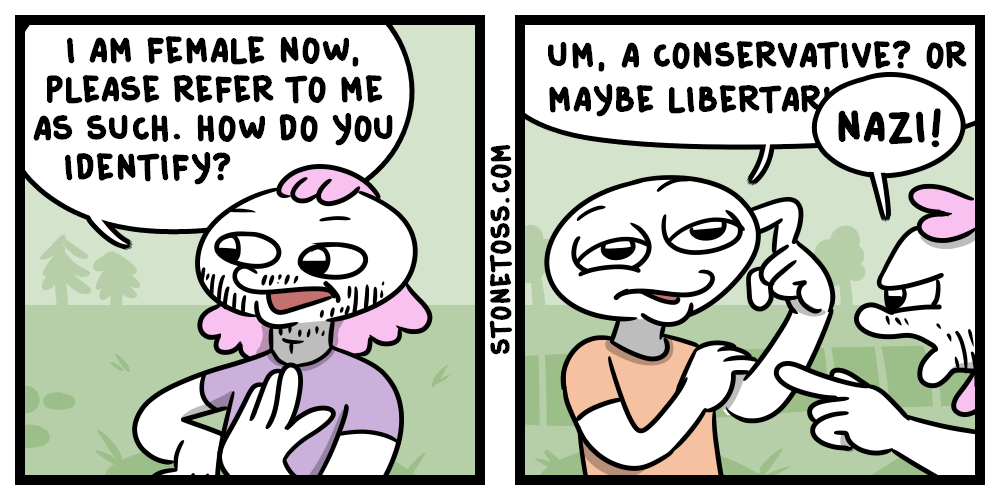 I AM FEMALE NOW,
PLEASE REFER TO ME
AS SUCH. HOW DO YOU
IDENTIFY?
STONETOSS.COM
UM, A CONSERVATIVE? OR
MAYBE LIBERTAR
NAZI!